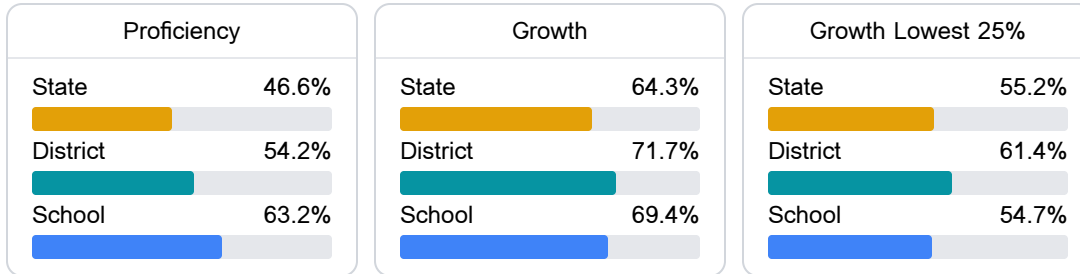 Proficiency
State 46.6%
District 54.2%
School 63.2%
Growth
State 64.3%
District 71.7%
School 69.4%
Growth Lowest 25%
State 55.2%
District 61.4%
School 54.7%